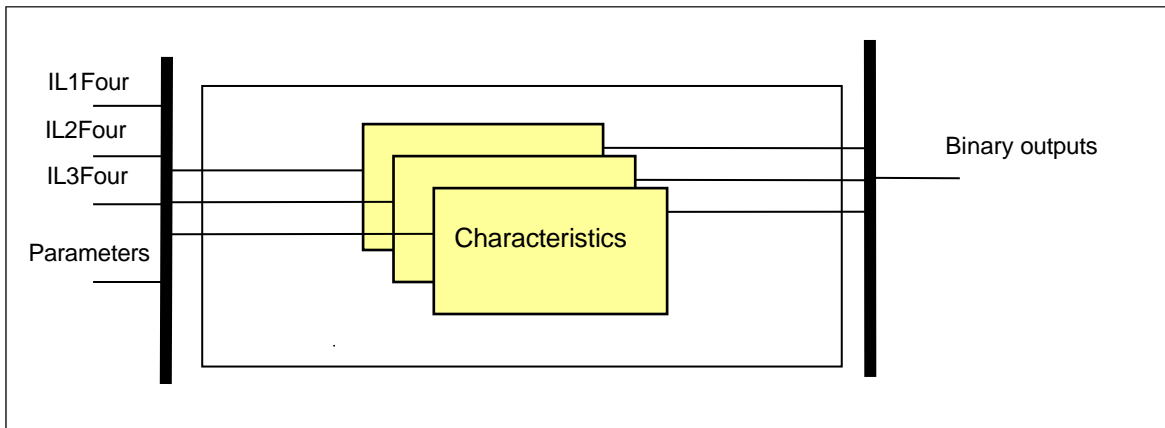 IL1Four
IL2Four
IL3Four
Parameters
Characteristics
Binary outputs